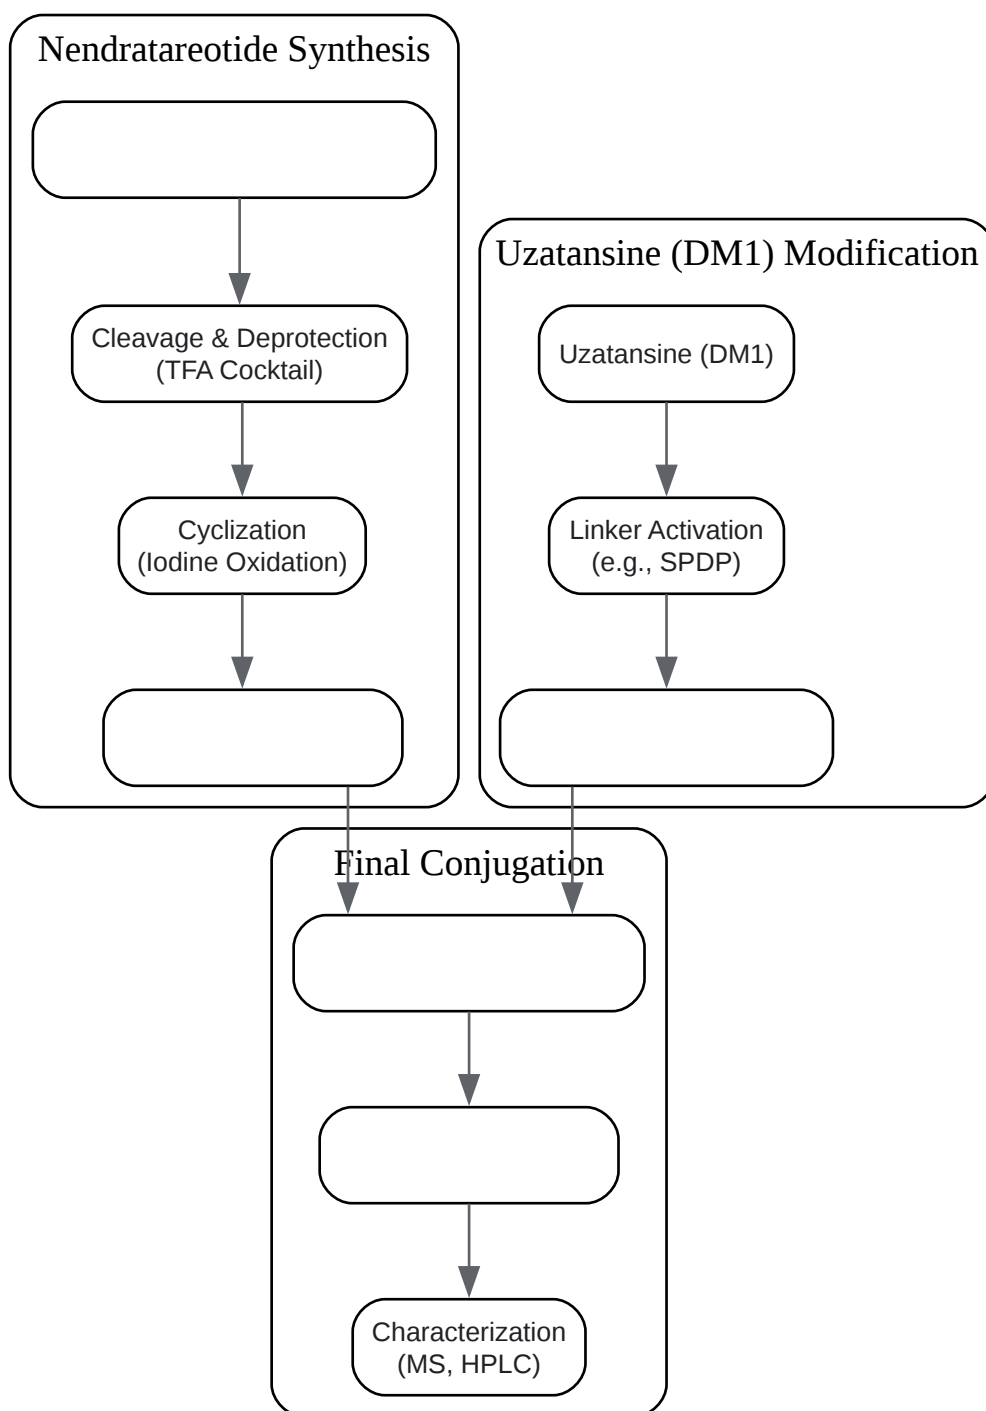 Nendratareotide Synthesis
Cleavage & Deprotection
(TFA Cocktail)
Cyclization
(Iodine Oxidation)
Uzatansine (DM1) Modification
Uzatansine (DM1)
Linker Activation
(e.g., SPDP)
Final Conjugation
Characterization
(MS, HPLC)